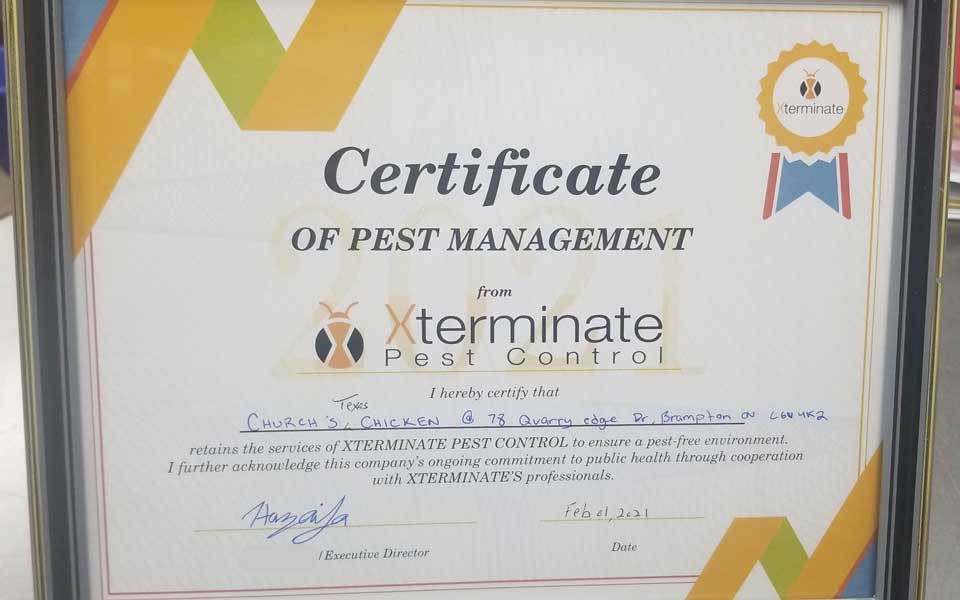 Xterminate
Certificate
OF PEST MANAGEMENT
2021
from
Xterminate
Pest Control
I hereby certify that
Texas
CHURCH'S, CHICKEN @ 78 Quarry edge Dr, Brampton ON L6V 4K2
retains the services of XTERMINATE PEST CONTROL to ensure a pest-free environment.
I further acknowledge this company's ongoing commitment to public health through cooperation
with XTERMINATE'S professionals.
Feb 01, 2021
/Executive Director
Date